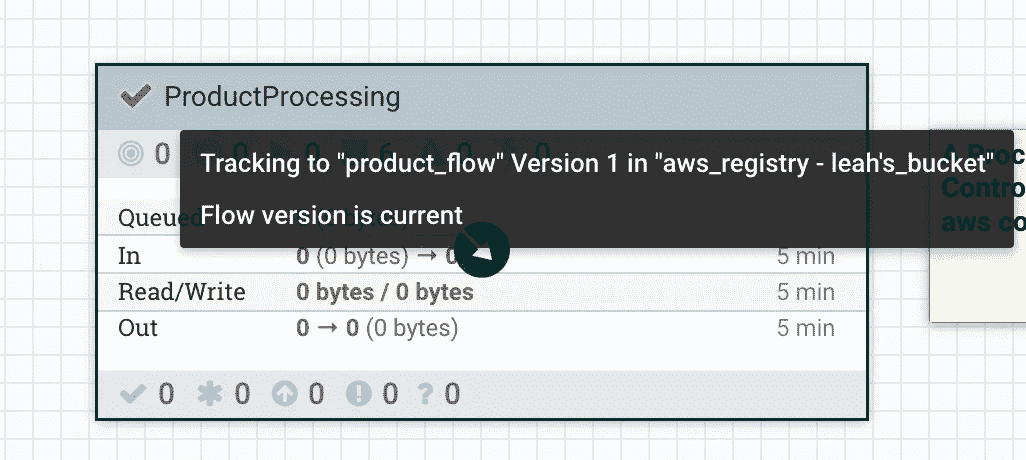 ProductProcessing
0
Tracking to "product_flow" Version 1 in "aws_registry - leah's_bucket"
Flow version is current
Queued
In 0 (0 bytes) → 0 5 min
Read/Write 0 bytes / 0 bytes 5 min
Out 0 → 0 (0 bytes) 5 min
0 0 0 0 ? 0
A Proc
Contro
aws co